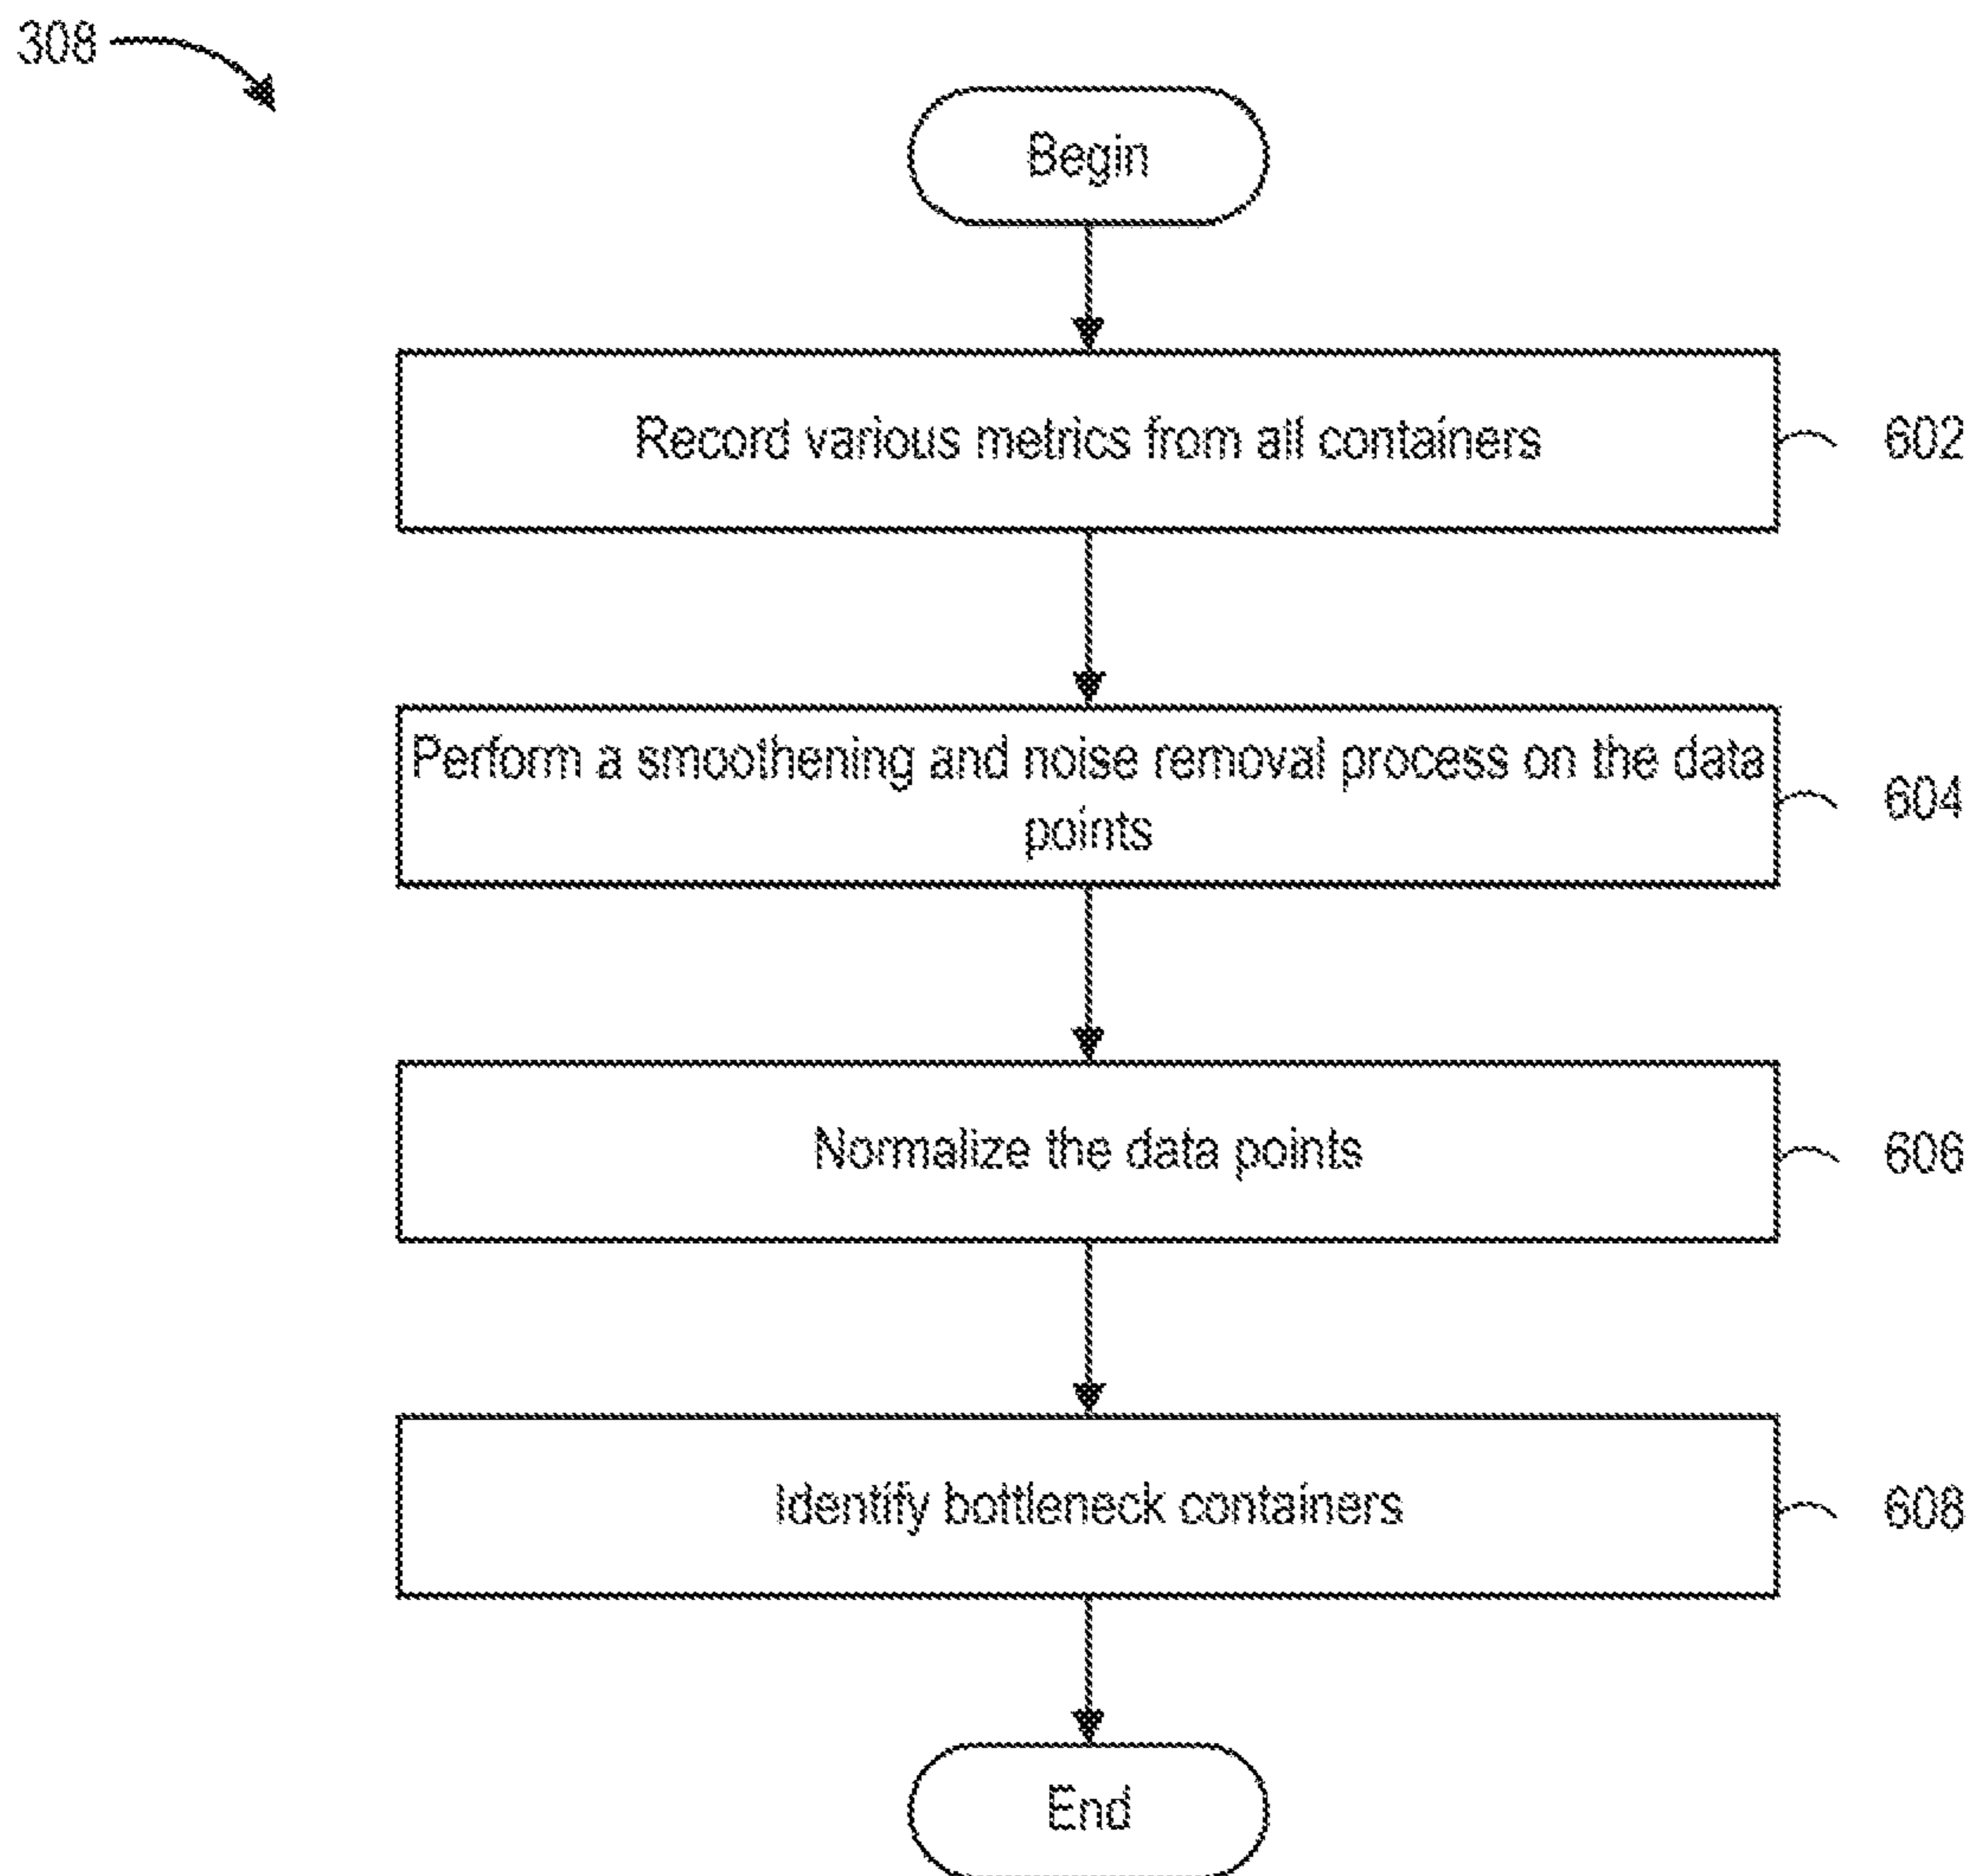 308
Begin
Record various metrics from all containers
602
Perform a smoothening and noise removal process on the data
points
604
Normalize the data points
606
Identify bottleneck containers
608
End